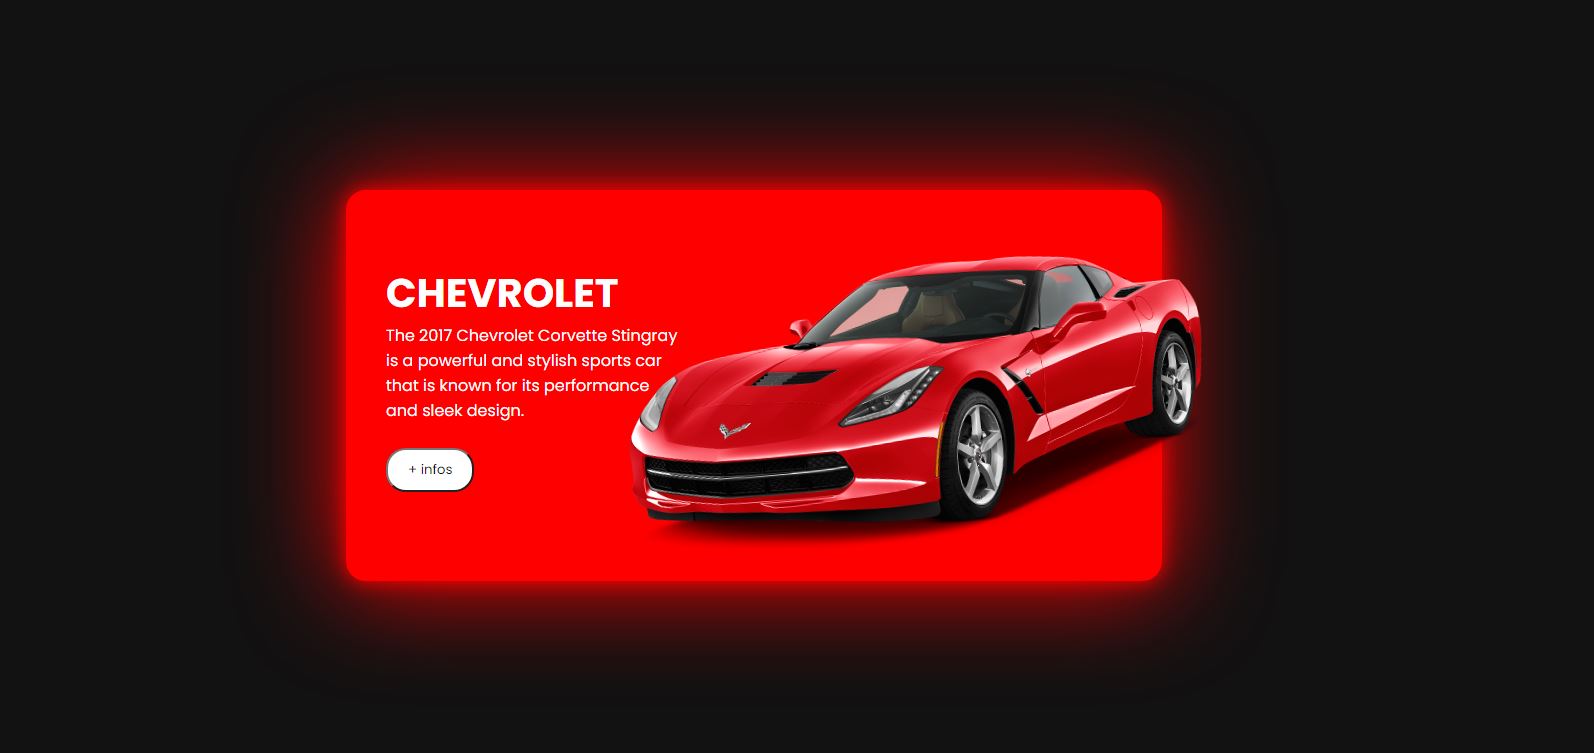 CHEVROLET
The 2017 Chevrolet Corvette Stingray
is a powerful and stylish sports car
that is known for its performance
and sleek design.
+ infos